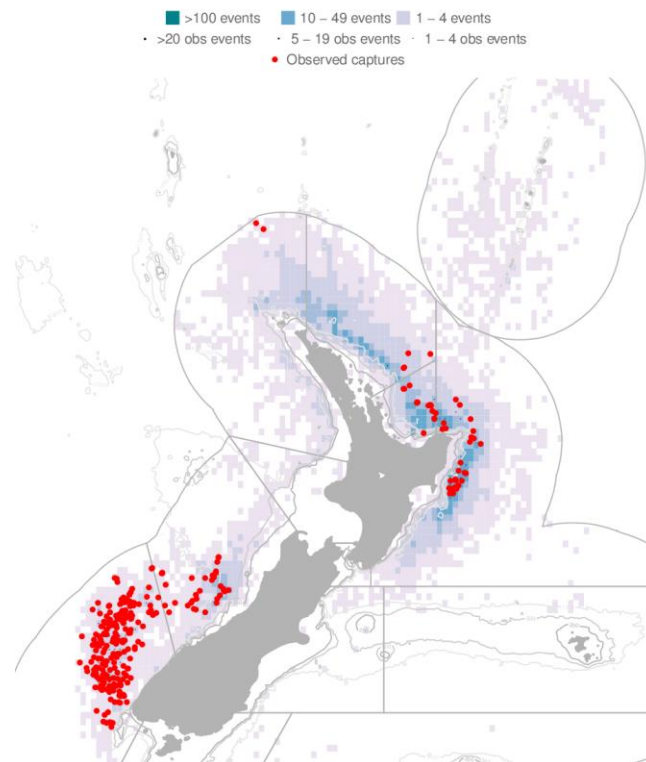 >100 events 10 – 49 events 1 – 4 events
>20 obs events 5 – 19 obs events 1 – 4 obs events
Observed captures